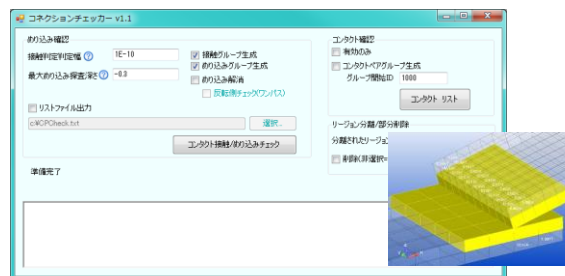 コネクションチェッカー v1.1
めり込み確認
接触判定判定幅 ? 1E-10
最大めり込み探査深さ ? -0.3
接触グループ生成
めり込みグループ生成
めり込み解消
反転側チェック(ワンパス)
リストファイル出力
c:¥CPCheck.txt
選択..
コンタクト接触/めり込みチェック
準備完了
コンタクト確認
有効のみ
コンタクトペアグループ生成
グループ開始ID 1000
コンタクト リスト
リージョン分離/部分削除
分離されたリージョン
削除(非選択=